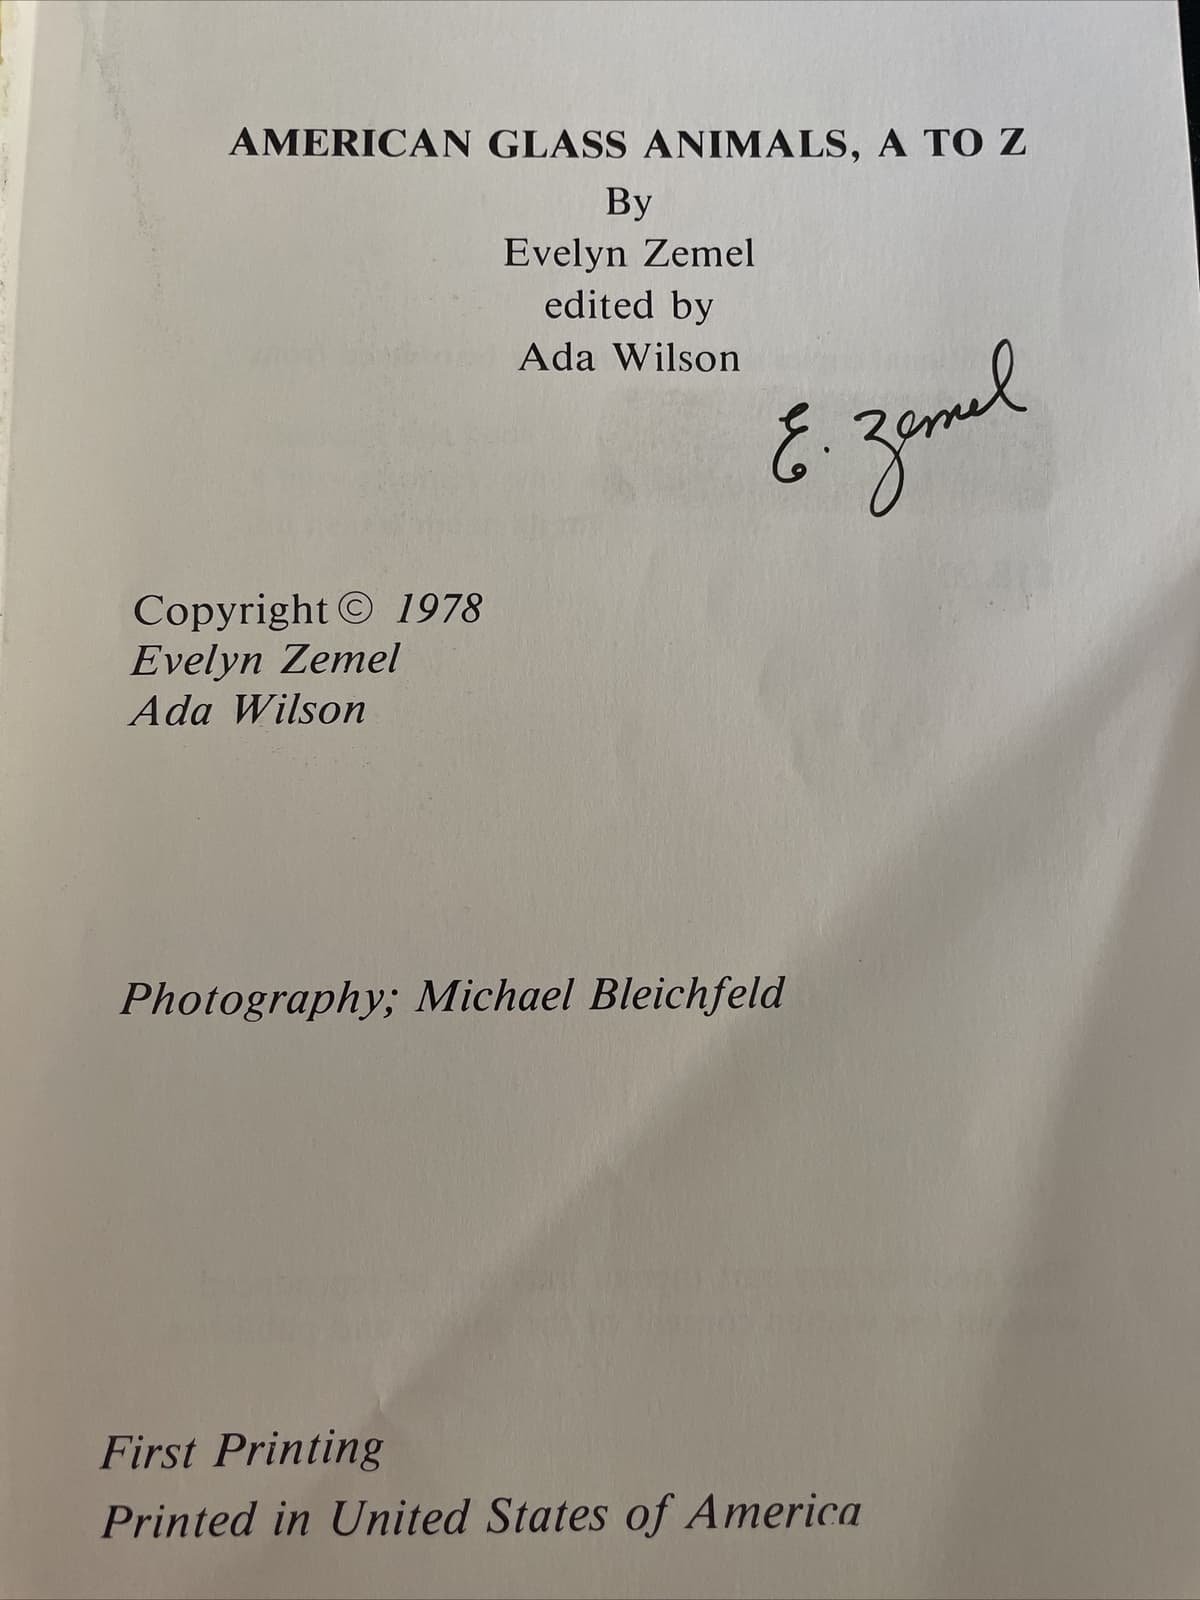 AMERICAN GLASS ANIMALS, A TO Z
By
Evelyn Zemel
edited by
Ada Wilson
E. Zemel
Copyright © 1978
Evelyn Zemel
Ada Wilson
Photography; Michael Bleichfeld
First Printing
Printed in United States of America